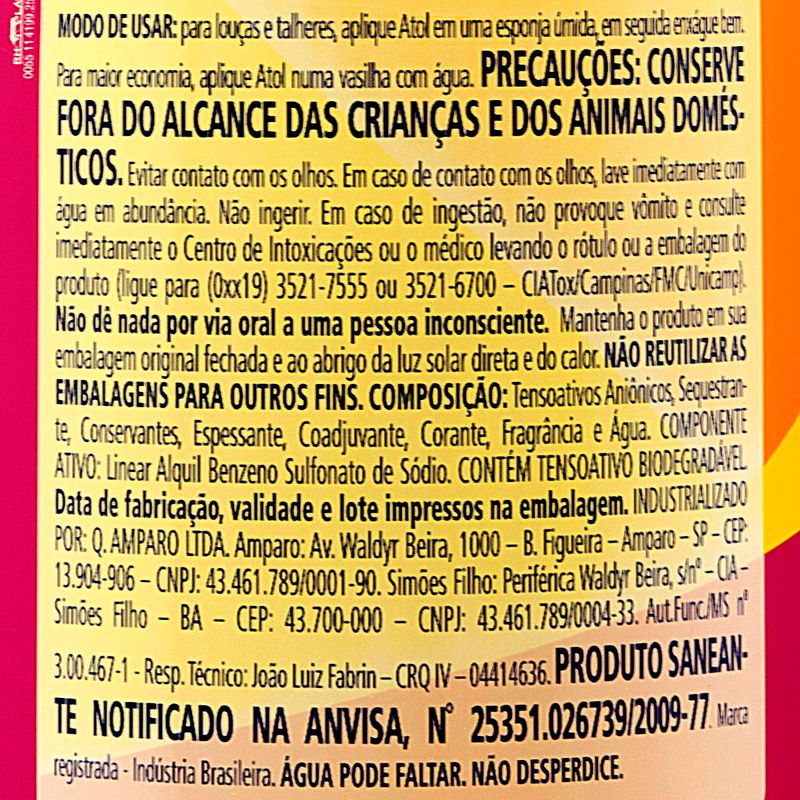 MODO DE USAR: para louças e talheres, aplique Atol em uma esponja úmida, em seguida enxágue bem.
Para maior economia, aplique Atol numa vasilha com água. PRECAUÇÕES: CONSERVE
FORA DO ALCANCE DAS CRIANÇAS E DOS ANIMAIS DOMÉS-
TICOS. Evitar contato com os olhos. Em caso de contato com os olhos, lave imediatamente com
água em abundância. Não ingerir. Em caso de ingestão, não provoque vômito e consulte
imediatamente o Centro de Intoxicações ou o médico levando o rótulo ou a embalagem do
produto (ligue para (0xx19) 3521-7555 ou 3521-6700 – CIATox/Campinas/FMC/Unicamp).
Não dê nada por via oral a uma pessoa inconsciente. Mantenha o produto em sua
embalagem original fechada e ao abrigo da luz solar direta e do calor. NÃO REUTILIZAR AS
EMBALAGENS PARA OUTROS FINS. COMPOSIÇÃO: Tensoativos Aniônicos, Sequestran-
te, Conservantes, Espessante, Coadjuvante, Corante, Fragrância e Água. COMPONENTE
ATIVO: Linear Alquil Benzeno Sulfonato de Sódio. CONTÉM TENSOATIVO BIODEGRADÁVEL.
Data de fabricação, validade e lote impressos na embalagem. INDUSTRIALIZADO
POR: Q. AMPARO LTDA. Amparo: Av. Waldyr Beira, 1000 – B. Figueira – Amparo – SP – CEP:
13.904-906 – CNPJ: 43.461.789/0001-90. Simões Filho: Periférica Waldyr Beira, s/nº – CIA –
Simões Filho – BA – CEP: 43.700-000 – CNPJ: 43.461.789/0004-33. Aut.Func./MS nº
3.00.467-1 - Resp. Técnico: João Luiz Fabrin – CRQ IV – 04414636. PRODUTO SANEAN-
TE NOTIFICADO NA ANVISA, Nº 25351.026739/2009-77. Marca
registrada - Indústria Brasileira. ÁGUA PODE FALTAR. NÃO DESPERDICE.